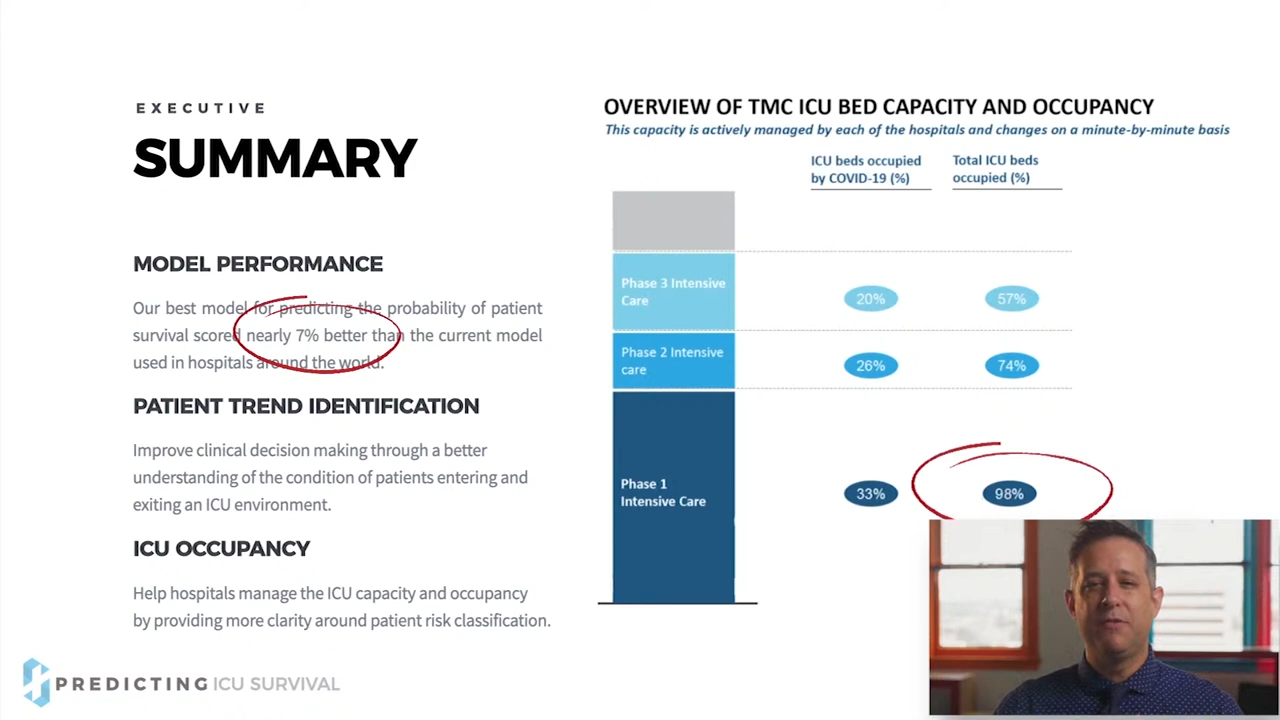 EXECUTIVE
SUMMARY
MODEL PERFORMANCE
Our best model for predicting the probability of patient
survival scored nearly 7% better than the current model
used in hospitals around the world.
PATIENT TREND IDENTIFICATION
Improve clinical decision making through a better
understanding of the condition of patients entering and
exiting an ICU environment.
ICU OCCUPANCY
Help hospitals manage the ICU capacity and occupancy
by providing more clarity around patient risk classification.
PREDICTING ICU SURVIVAL
OVERVIEW OF TMC ICU BED CAPACITY AND OCCUPANCY
This capacity is actively managed by each of the hospitals and changes on a minute-by-minute basis
ICU beds occupied
by COVID-19 (%)
Total ICU beds
occupied (%)
Phase 3 Intensive
Care
20%
57%
Phase 2 Intensive
care
26%
74%
Phase 1
Intensive Care
33%
98%